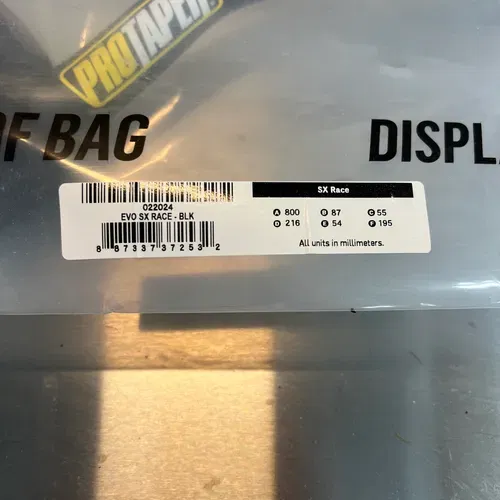 PROTAPER
OF BAG
DISPL
022024
EVO SX RACE - BLK
8 87337 37253 2
SX Race
A 800 B 87 C 55
D 216 E 54 F 195
All units in millimeters.